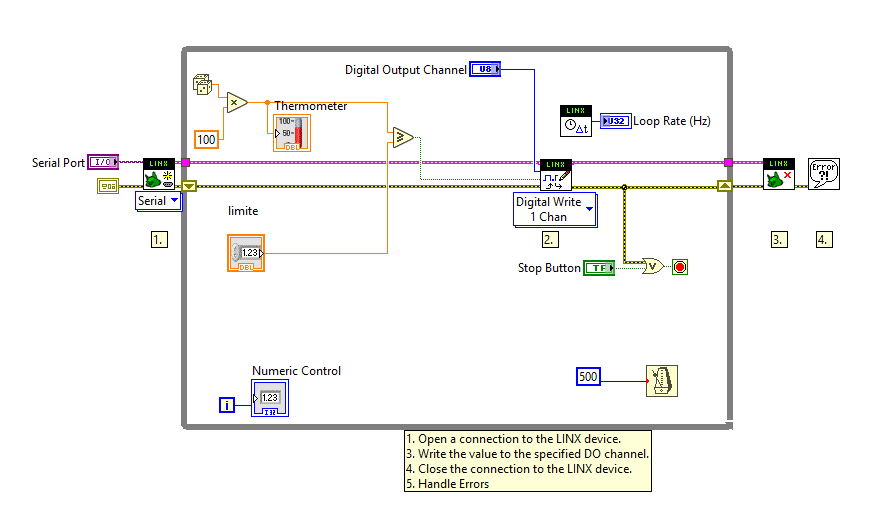 Digital Output Channel
U8
100
Thermometer
100-
50-
DBL
LINX
Δt
U32
Loop Rate (Hz)
Serial Port
I/O
LINX
Serial
1.
limite
1.23
DBL
LINX
Digital Write
1 Chan
2.
LINX
3.
Error
?!
4.
Stop Button
TF
V
Numeric Control
i
1.23
I32
500
1. Open a connection to the LINX device.
3. Write the value to the specified DO channel.
4. Close the connection to the LINX device.
5. Handle Errors